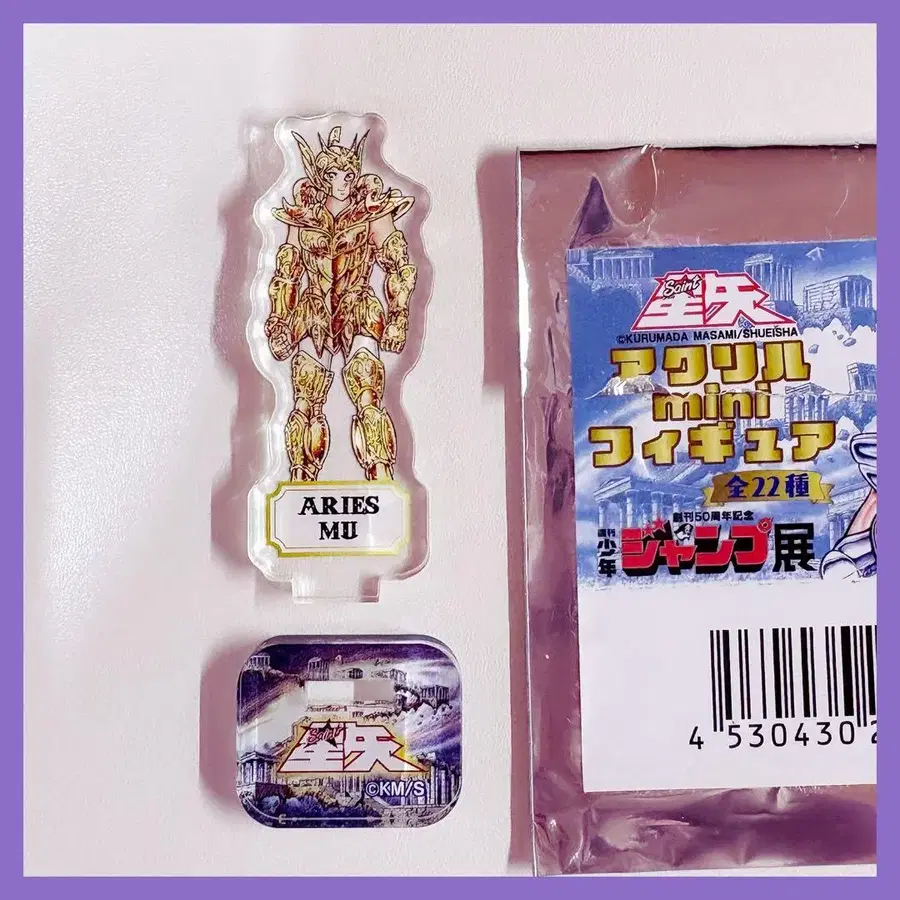 ARIES
MU
Saint
星矢
©KM/S
Saint
星矢
©KURUMADA MASAMI/SHUEISHA
アクリル
mini
フィギュア
全22種
創刊50周年記念
週刊
少年
ジャンプ展
4 530430